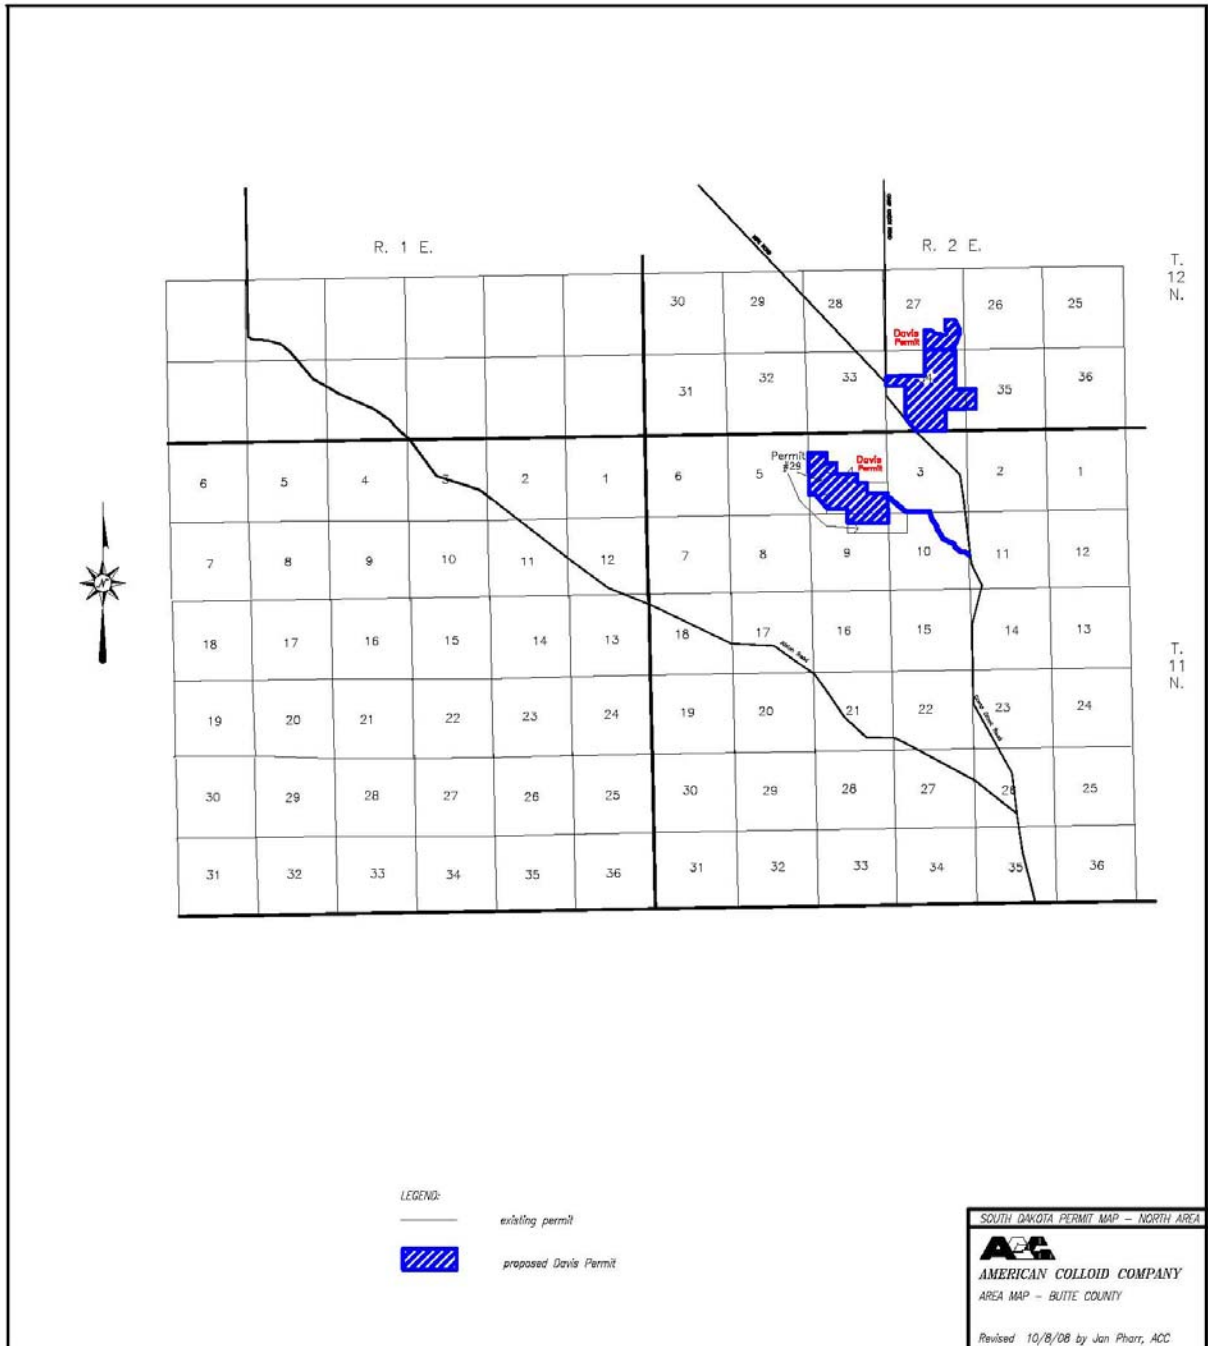 R. 1 E.
R. 2 E.
T.
12
N.
30 29 28 27 26 25
Davis
Permit
31 32 33 35 36
Permit
#29
Davis
Permit
6 5 4 3 2 1 6 5 4 3 2 1
7 8 9 10 11 12 7 8 9 10 11 12
N
18 17 16 15 14 13 18 17 16 15 14 13
T.
11
N.
19 20 21 22 23 24 19 20 21 22 23 24
30 29 28 27 26 25 30 29 28 27 26 25
31 32 33 34 35 36 31 32 33 34 35 36
LEGEND:
existing permit
proposed Davis Permit
SOUTH DAKOTA PERMIT MAP - NORTH AREA
ACC
AMERICAN COLLOID COMPANY
AREA MAP - BUTTE COUNTY
Revised 10/8/08 by Jan Pharr, ACC